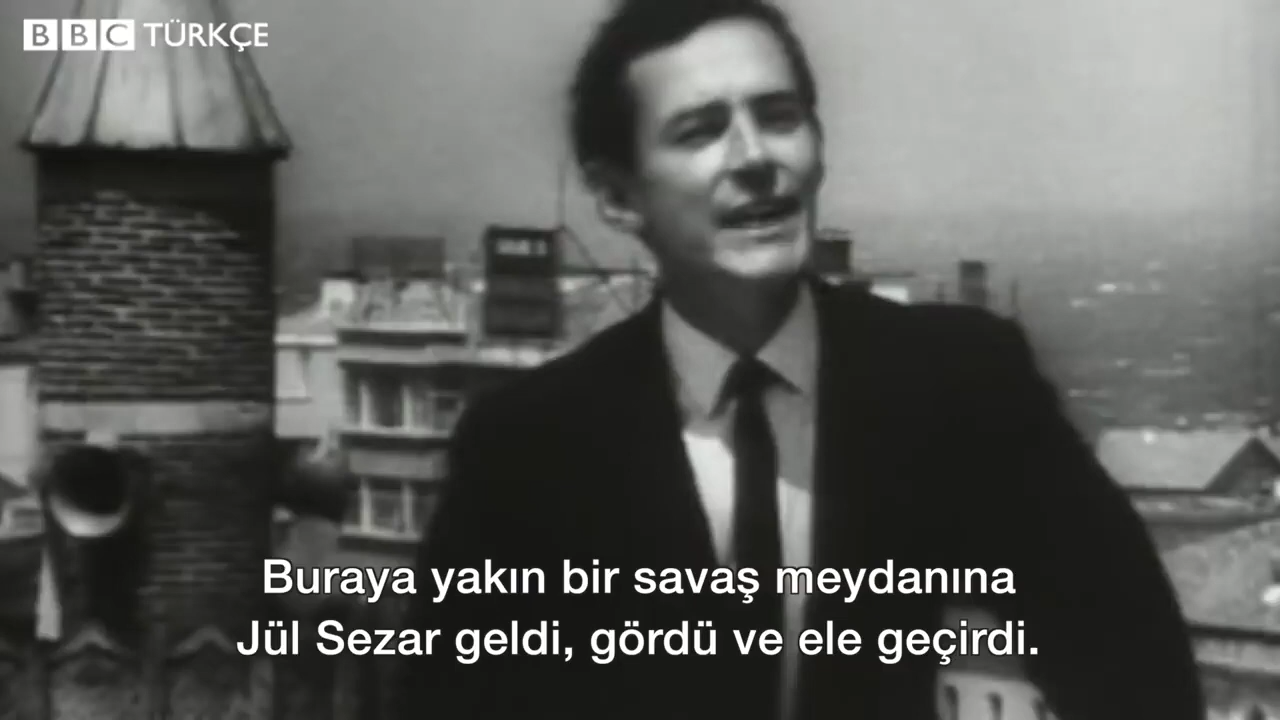 BBC TÜRKÇE
Buraya yakın bir savaş meydanına
Jül Sezar geldi, gördü ve ele geçirdi.